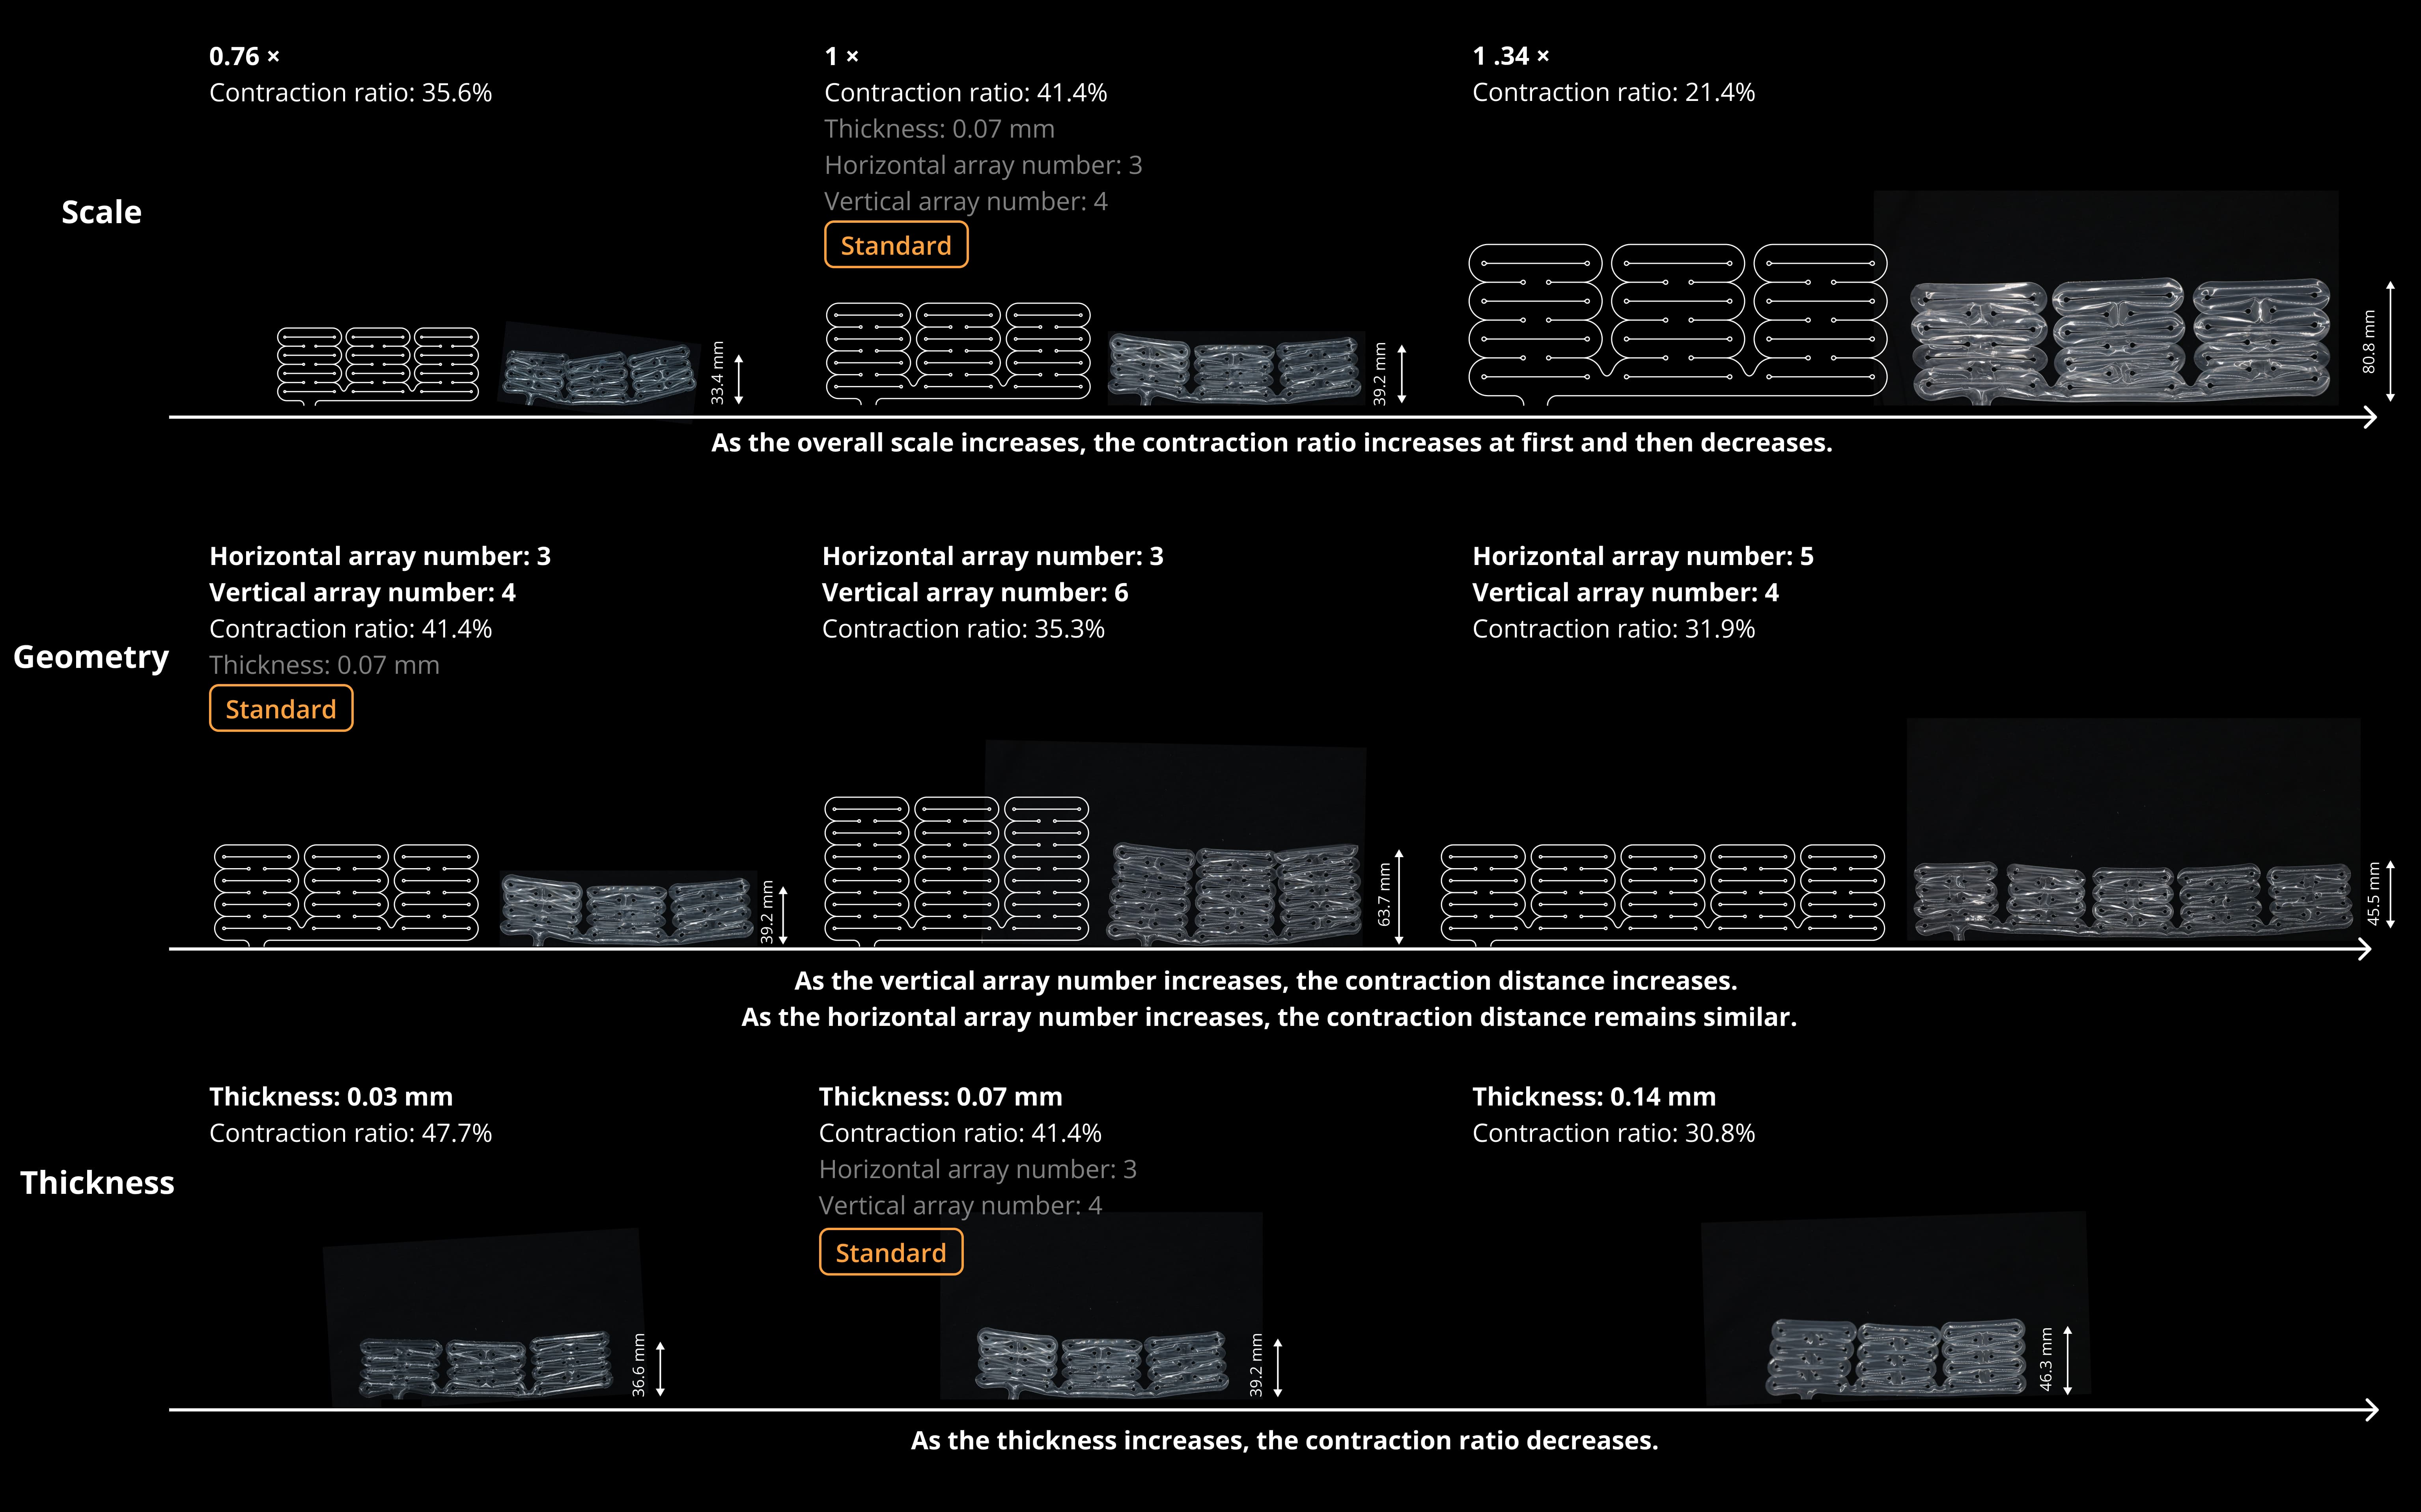 0.76 ×
Contraction ratio: 35.6%
1 ×
Contraction ratio: 41.4%
Thickness: 0.07 mm
Horizontal array number: 3
Vertical array number: 4
Standard
1 .34 ×
Contraction ratio: 21.4%
Scale
33.4 mm
39.2 mm
80.8 mm
As the overall scale increases, the contraction ratio increases at first and then decreases.
Horizontal array number: 3
Vertical array number: 4
Contraction ratio: 41.4%
Thickness: 0.07 mm
Standard
Horizontal array number: 3
Vertical array number: 6
Contraction ratio: 35.3%
Horizontal array number: 5
Vertical array number: 4
Contraction ratio: 31.9%
Geometry
39.2 mm
63.7 mm
45.5 mm
As the vertical array number increases, the contraction distance increases.
As the horizontal array number increases, the contraction distance remains similar.
Thickness: 0.03 mm
Contraction ratio: 47.7%
Thickness: 0.07 mm
Contraction ratio: 41.4%
Horizontal array number: 3
Vertical array number: 4
Standard
Thickness: 0.14 mm
Contraction ratio: 30.8%
Thickness
36.6 mm
39.2 mm
46.3 mm
As the thickness increases, the contraction ratio decreases.